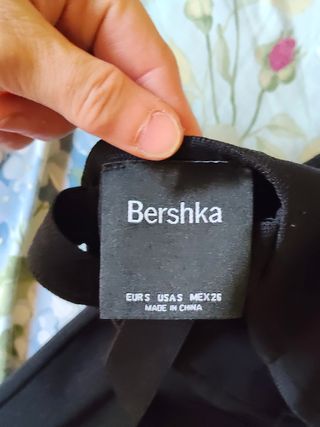 Bershka
EUR S USA S MEX 26
MADE IN CHINA